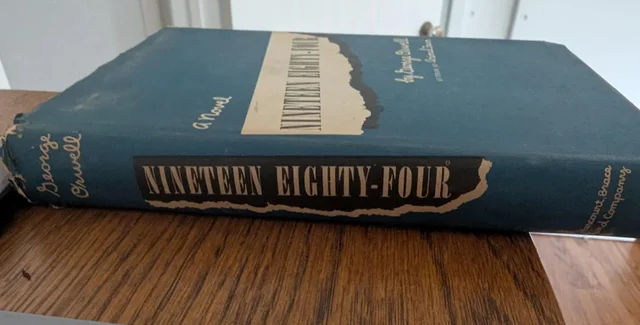 A Novel
NINETEEN EIGHTY-FOUR
by George Orwell
George
Orwell
NINETEEN EIGHTY-FOUR
Harcourt, Brace
and Company